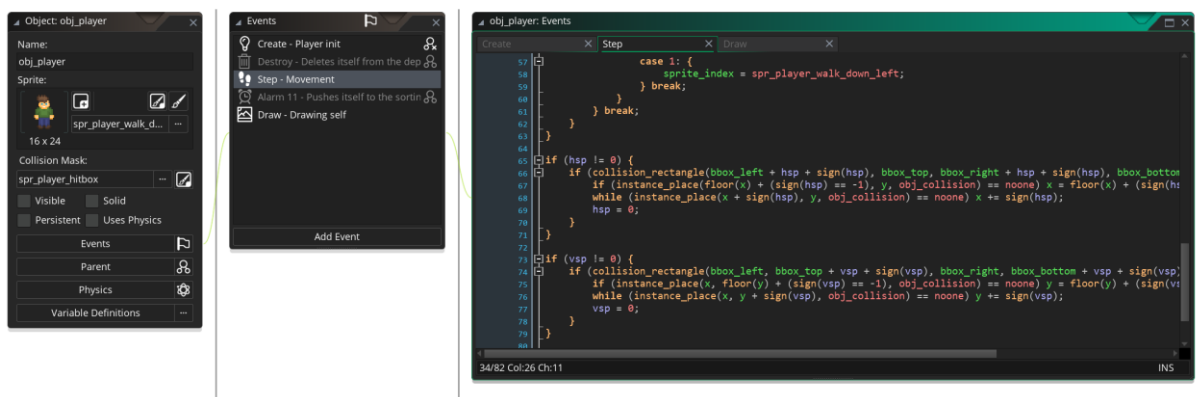 Object: obj_player
Name:
obj_player
Sprite:
spr_player_walk_d...
16 x 24
Collision Mask:
spr_player_hitbox
Visible
Solid
Persistent
Uses Physics
Events
Parent
Physics
Variable Definitions
Events
Create - Player init
Destroy - Deletes itself from the dep
Step - Movement
Alarm 11 - Pushes itself to the sortin
Draw - Drawing self
Add Event
obj_player: Events
Create
Step
Draw
57 case 1: {
58 sprite_index = spr_player_walk_down_left;
59 } break;
60 }
61 } break;
62 }
63 }
64
65 if (hsp != 0) {
66 if (collision_rectangle(bbox_left + hsp + sign(hsp), bbox_top, bbox_right + hsp + sign(hsp), bbox_bottom
67 if (instance_place(floor(x) + (sign(hsp) == -1), y, obj_collision) == noone) x = floor(x) + (sign(hs
68 while (instance_place(x + sign(hsp), y, obj_collision) == noone) x += sign(hsp);
69 hsp = 0;
70 }
71 }
72
73 if (vsp != 0) {
74 if (collision_rectangle(bbox_left, bbox_top + vsp + sign(vsp), bbox_right, bbox_bottom + vsp + sign(vsp)
75 if (instance_place(x, floor(y) + (sign(vsp) == -1), obj_collision) == noone) y = floor(y) + (sign(vs
76 while (instance_place(x, y + sign(vsp), obj_collision) == noone) y += sign(vsp);
77 vsp = 0;
78 }
79 }
80
34/82 Col:26 Ch:11
INS